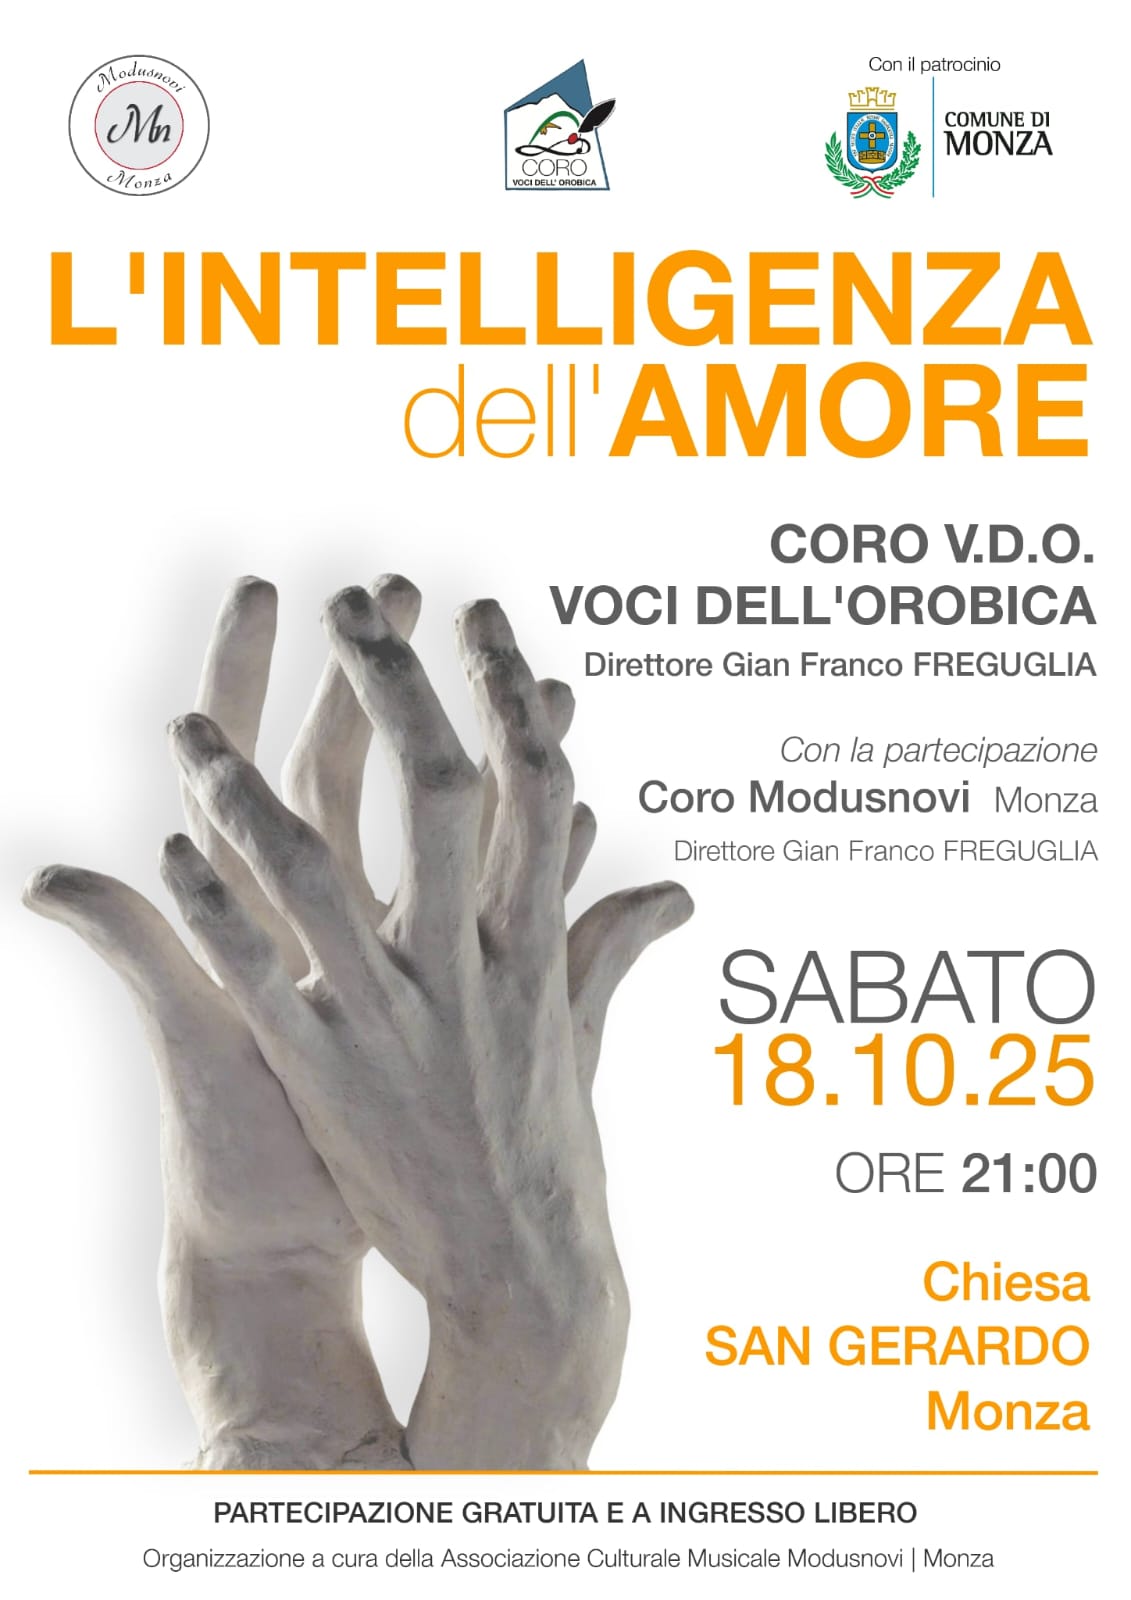 Modusnovi
Mn
Monza
CORO
VOCI DELL' OROBICA
Con il patrocinio
COMUNE DI
MONZA
L'INTELLIGENZA
dell'AMORE
CORO V.D.O.
VOCI DELL'OROBICA
Direttore Gian Franco FREGUGLIA
Con la partecipazione
Coro Modusnovi Monza
Direttore Gian Franco FREGUGLIA
SABATO
18.10.25
ORE 21:00
Chiesa
SAN GERARDO
Monza
PARTECIPAZIONE GRATUITA E A INGRESSO LIBERO
Organizzazione a cura della Associazione Culturale Musicale Modusnovi | Monza